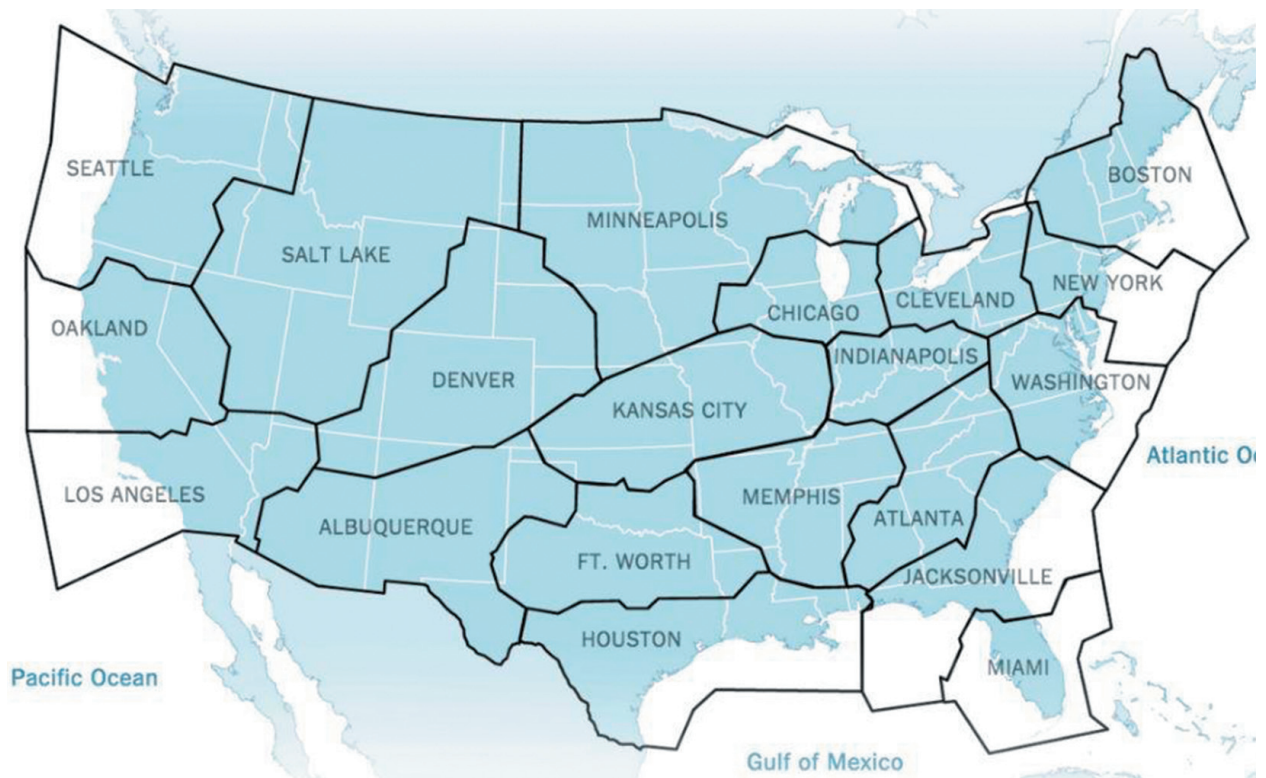 SEATTLE
BOSTON
MINNEAPOLIS
SALT LAKE
NEW YORK
CLEVELAND
CHICAGO
OAKLAND
INDIANAPOLIS
DENVER
WASHINGTON
KANSAS CITY
Atlantic Oc
LOS ANGELES
MEMPHIS
ATLANTA
ALBUQUERQUE
FT. WORTH
JACKSONVILLE
HOUSTON
MIAMI
Pacific Ocean
Gulf of Mexico